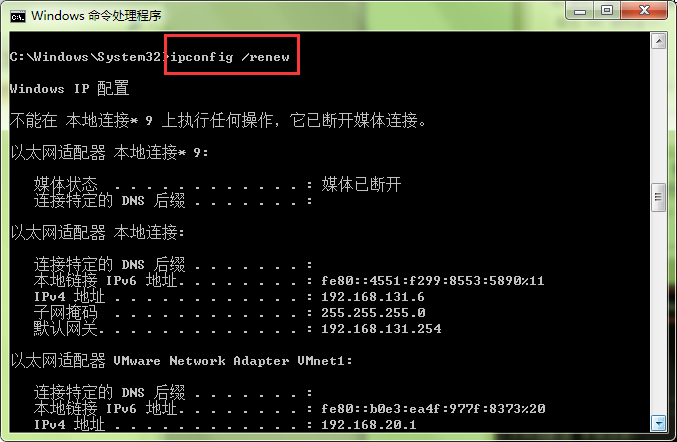 Windows 命令处理程序
C:\Windows\System32>ipconfig /renew
Windows IP 配置
不能在 本地连接* 9 上执行任何操作，它已断开媒体连接。
以太网适配器 本地连接* 9:
媒体状态 . . . . . . . . . . . . : 媒体已断开
连接特定的 DNS 后缀 . . . . . . . :
以太网适配器 本地连接:
连接特定的 DNS 后缀 . . . . . . . :
本地链接 IPv6 地址. . . . . . . . : fe80::4551:f299:8553:5890%11
IPv4 地址 . . . . . . . . . . . . : 192.168.131.6
子网掩码 . . . . . . . . . . . . : 255.255.255.0
默认网关. . . . . . . . . . . . . : 192.168.131.254
以太网适配器 VMware Network Adapter VMnet1:
连接特定的 DNS 后缀 . . . . . . . :
本地链接 IPv6 地址. . . . . . . . : fe80::b0e3:ea4f:977f:8373%20
IPv4 地址 . . . . . . . . . . . . : 192.168.20.1